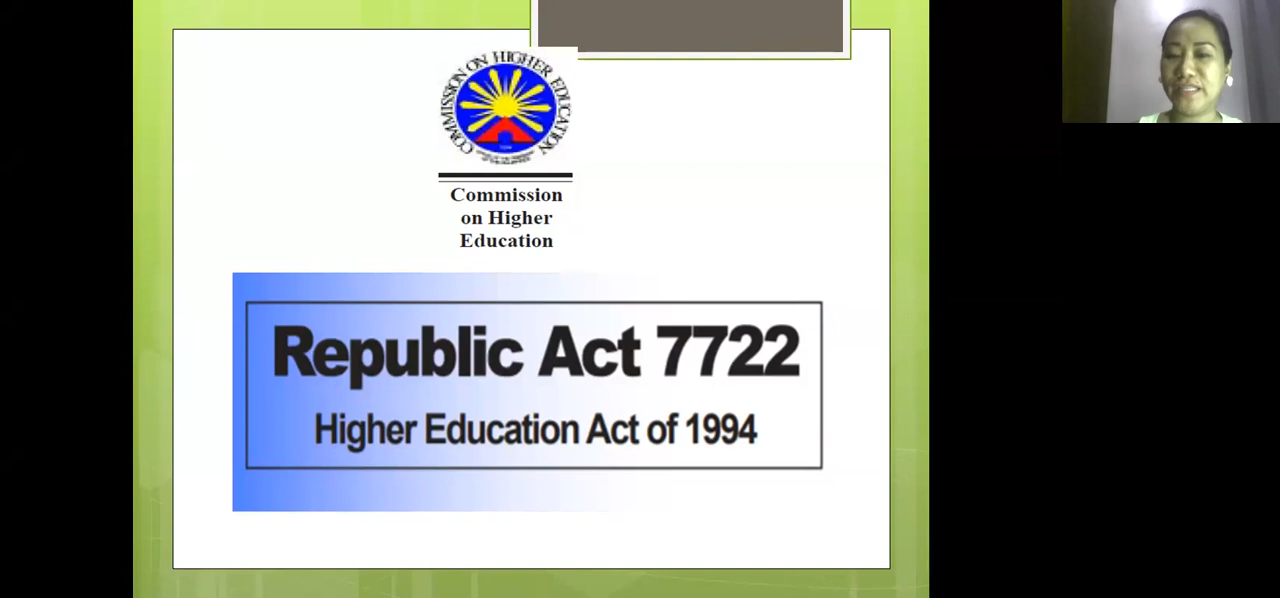 COMMISSION ON HIGHER EDUCATION
Commission
on Higher
Education
Republic Act 7722
Higher Education Act of 1994